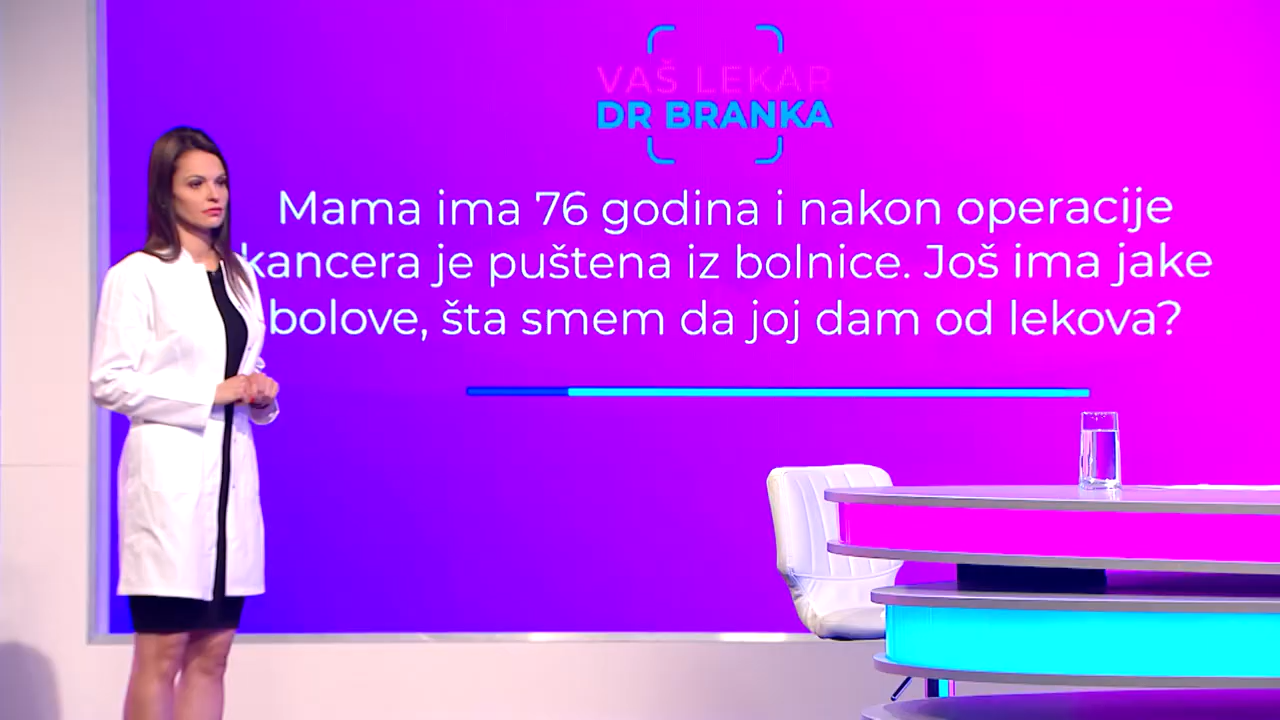 VAŠ LEKAR
DR BRANKA
Mama ima 76 godina i nakon operacije
kancera je puštena iz bolnice. Još ima jake
bolove, šta smem da joj dam od lekova?